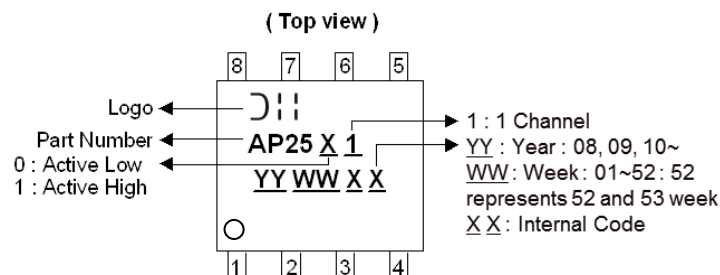 ( Top view )
8 7 6 5
Logo
Part Number
0 : Active Low
1 : Active High
AP25 X 1
YY WW X X
1 : 1 Channel
YY : Year : 08, 09, 10~
WW : Week : 01~52 : 52
represents 52 and 53 week
X X : Internal Code
1 2 3 4